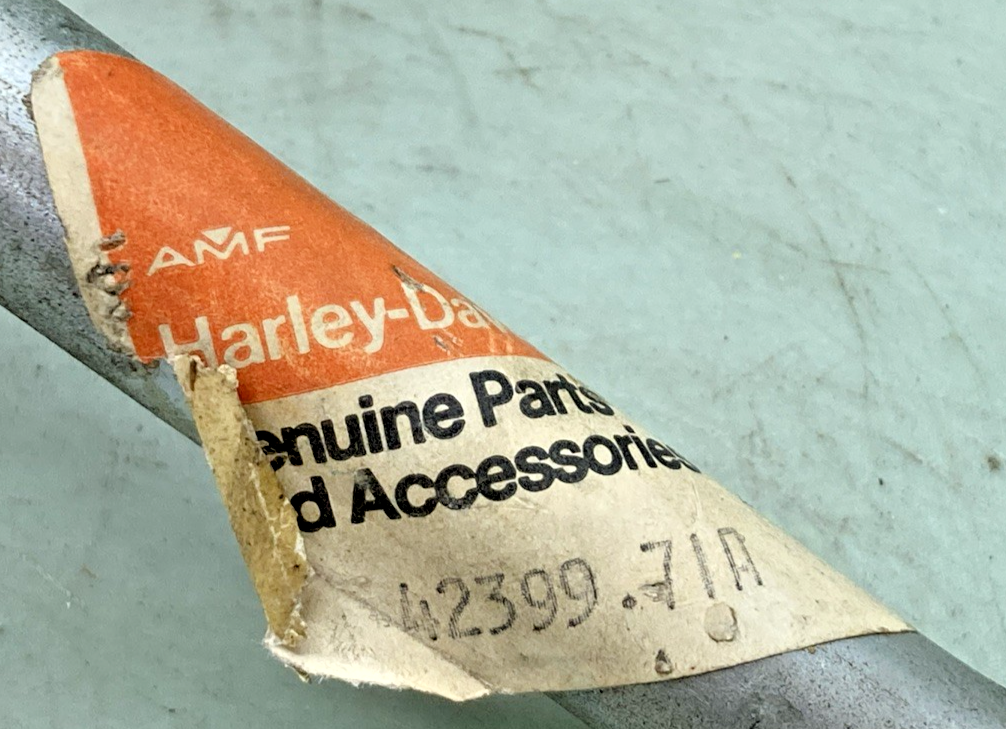 AMF
Harley-Da
enuine Parts
d Accessories
42399.71A